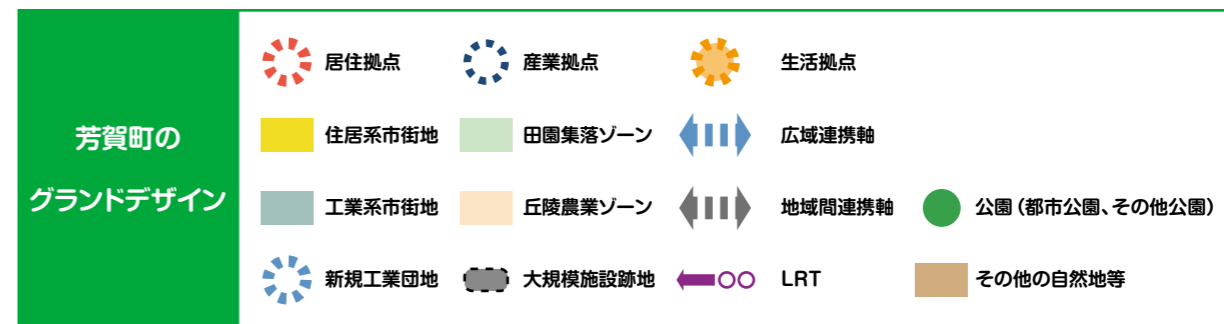 芳賀町の
グランドデザイン
居住拠点
産業拠点
生活拠点
住居系市街地
田園集落ゾーン
広域連携軸
工業系市街地
丘陵農業ゾーン
地域間連携軸
公園（都市公園、その他公園）
新規工業団地
大規模施設跡地
LRT
その他の自然地等